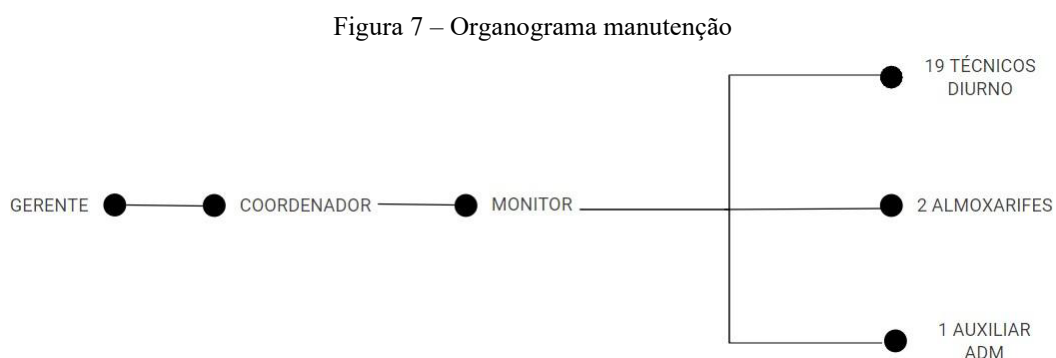 Figura 7 – Organograma manutenção
19 TÉCNICOS
DIURNO
GERENTE
COORDENADOR
MONITOR
2 ALMOXARIFES
1 AUXILIAR
ADM